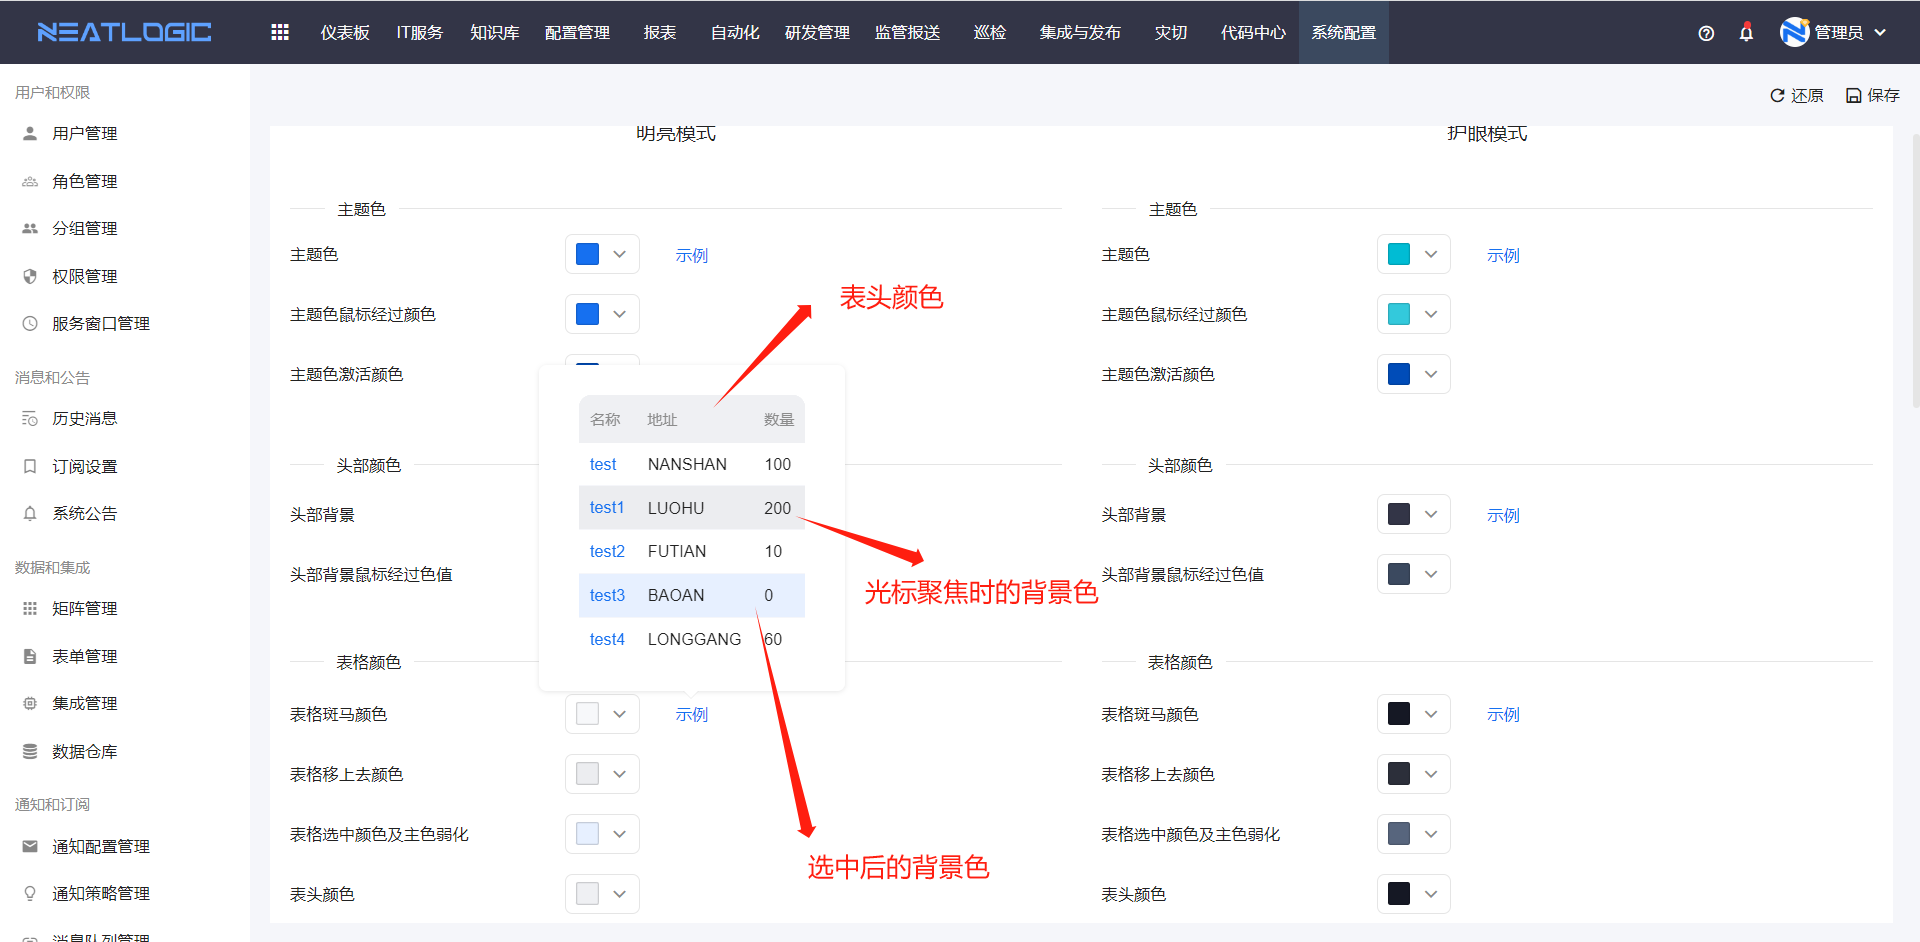 NEATLOGIC
仪表板 IT服务 知识库 配置管理 报表 自动化 研发管理 监管报送 巡检 集成与发布 灾切 代码中心 系统配置
管理员
还原 保存
用户和权限
用户管理
角色管理
分组管理
权限管理
服务窗口管理
消息和公告
历史消息
订阅设置
系统公告
数据和集成
矩阵管理
表单管理
集成管理
数据仓库
通知和订阅
通知配置管理
通知策略管理
消息队列管理
明亮模式
主题色
主题色 示例
主题色鼠标经过颜色
主题色激活颜色
头部颜色
头部背景
头部背景鼠标经过色值
表格颜色
表格斑马颜色 示例
表格移上去颜色
表格选中颜色及主色弱化
表头颜色
名称 地址 数量
test NANSHAN 100
test1 LUOHU 200
test2 FUTIAN 10
test3 BAOAN 0
test4 LONGGANG 60
表头颜色
光标聚焦时的背景色
选中后的背景色
护眼模式
主题色
主题色 示例
主题色鼠标经过颜色
主题色激活颜色
头部颜色
头部背景 示例
头部背景鼠标经过色值
表格颜色
表格斑马颜色 示例
表格移上去颜色
表格选中颜色及主色弱化
表头颜色